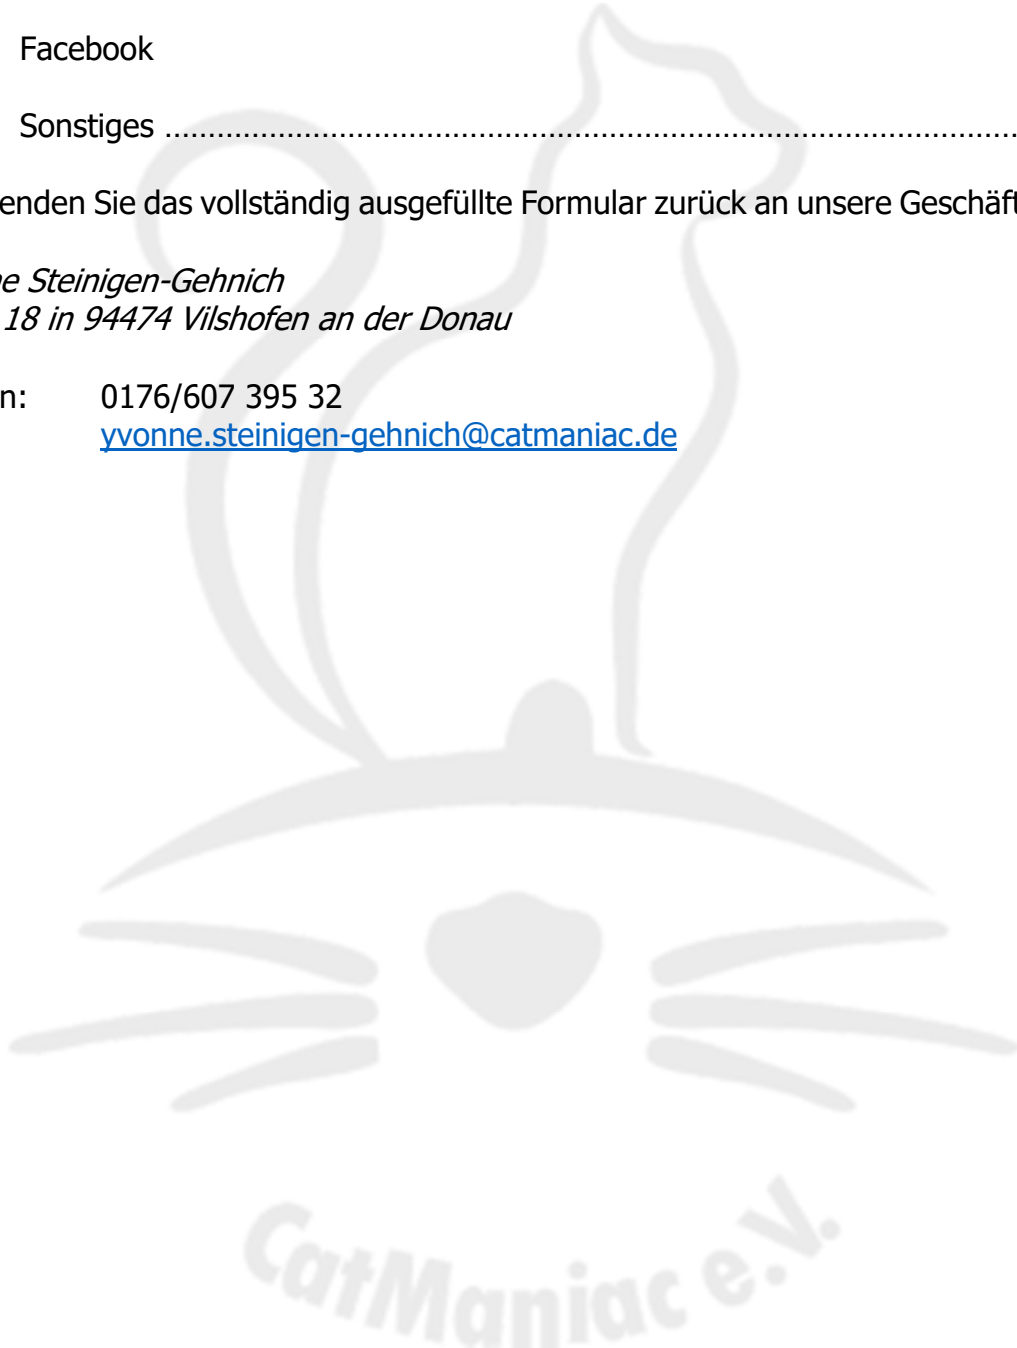 Facebook
Sonstiges ……………………………………………………………………………………
enden Sie das vollständig ausgefüllte Formular zurück an unsere Geschäft
e Steinigen-Gehnich
18 in 94474 Vilshofen an der Donau
n: 0176/607 395 32
yvonne.steinigen-gehnich@catmaniac.de
CatManiac e.V.